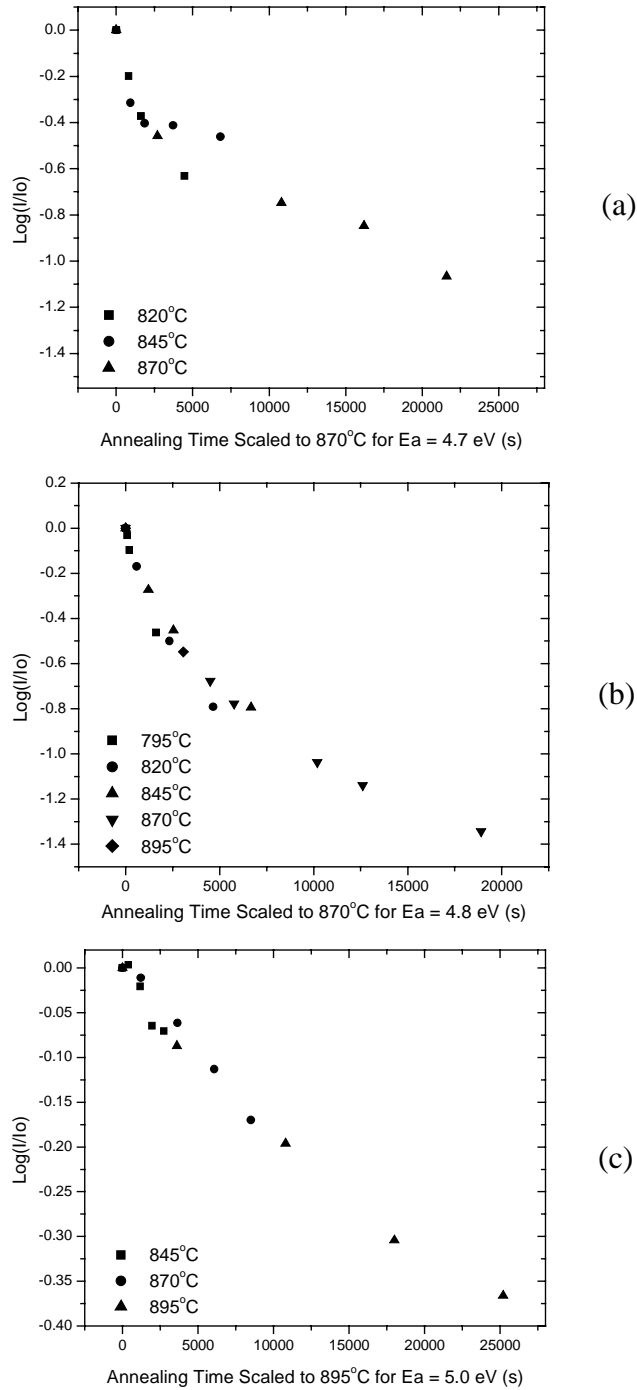 0.0
-0.2
-0.4
-0.6
-0.8
-1.0
-1.2
-1.4
Log(I/Io)
820°C
845°C
870°C
0 5000 10000 15000 20000 25000
Annealing Time Scaled to 870°C for Ea = 4.7 eV (s)
(a)
0.2
0.0
-0.2
-0.4
-0.6
-0.8
-1.0
-1.2
-1.4
Log(I/Io)
795°C
820°C
845°C
870°C
895°C
0 5000 10000 15000 20000
Annealing Time Scaled to 870°C for Ea = 4.8 eV (s)
(b)
0.00
-0.05
-0.10
-0.15
-0.20
-0.25
-0.30
-0.35
-0.40
Log(I/Io)
845°C
870°C
895°C
0 5000 10000 15000 20000 25000
Annealing Time Scaled to 895°C for Ea = 5.0 eV (s)
(c)